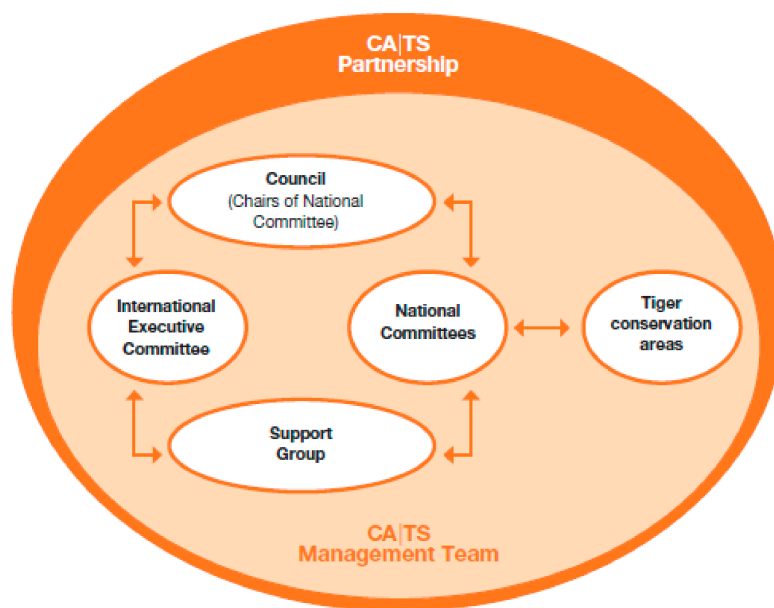 CA|TS
Partnership
Council
(Chairs of National
Committee)
International
Executive
Committee
National
Committees
Tiger
conservation
areas
Support
Group
CA|TS
Management Team